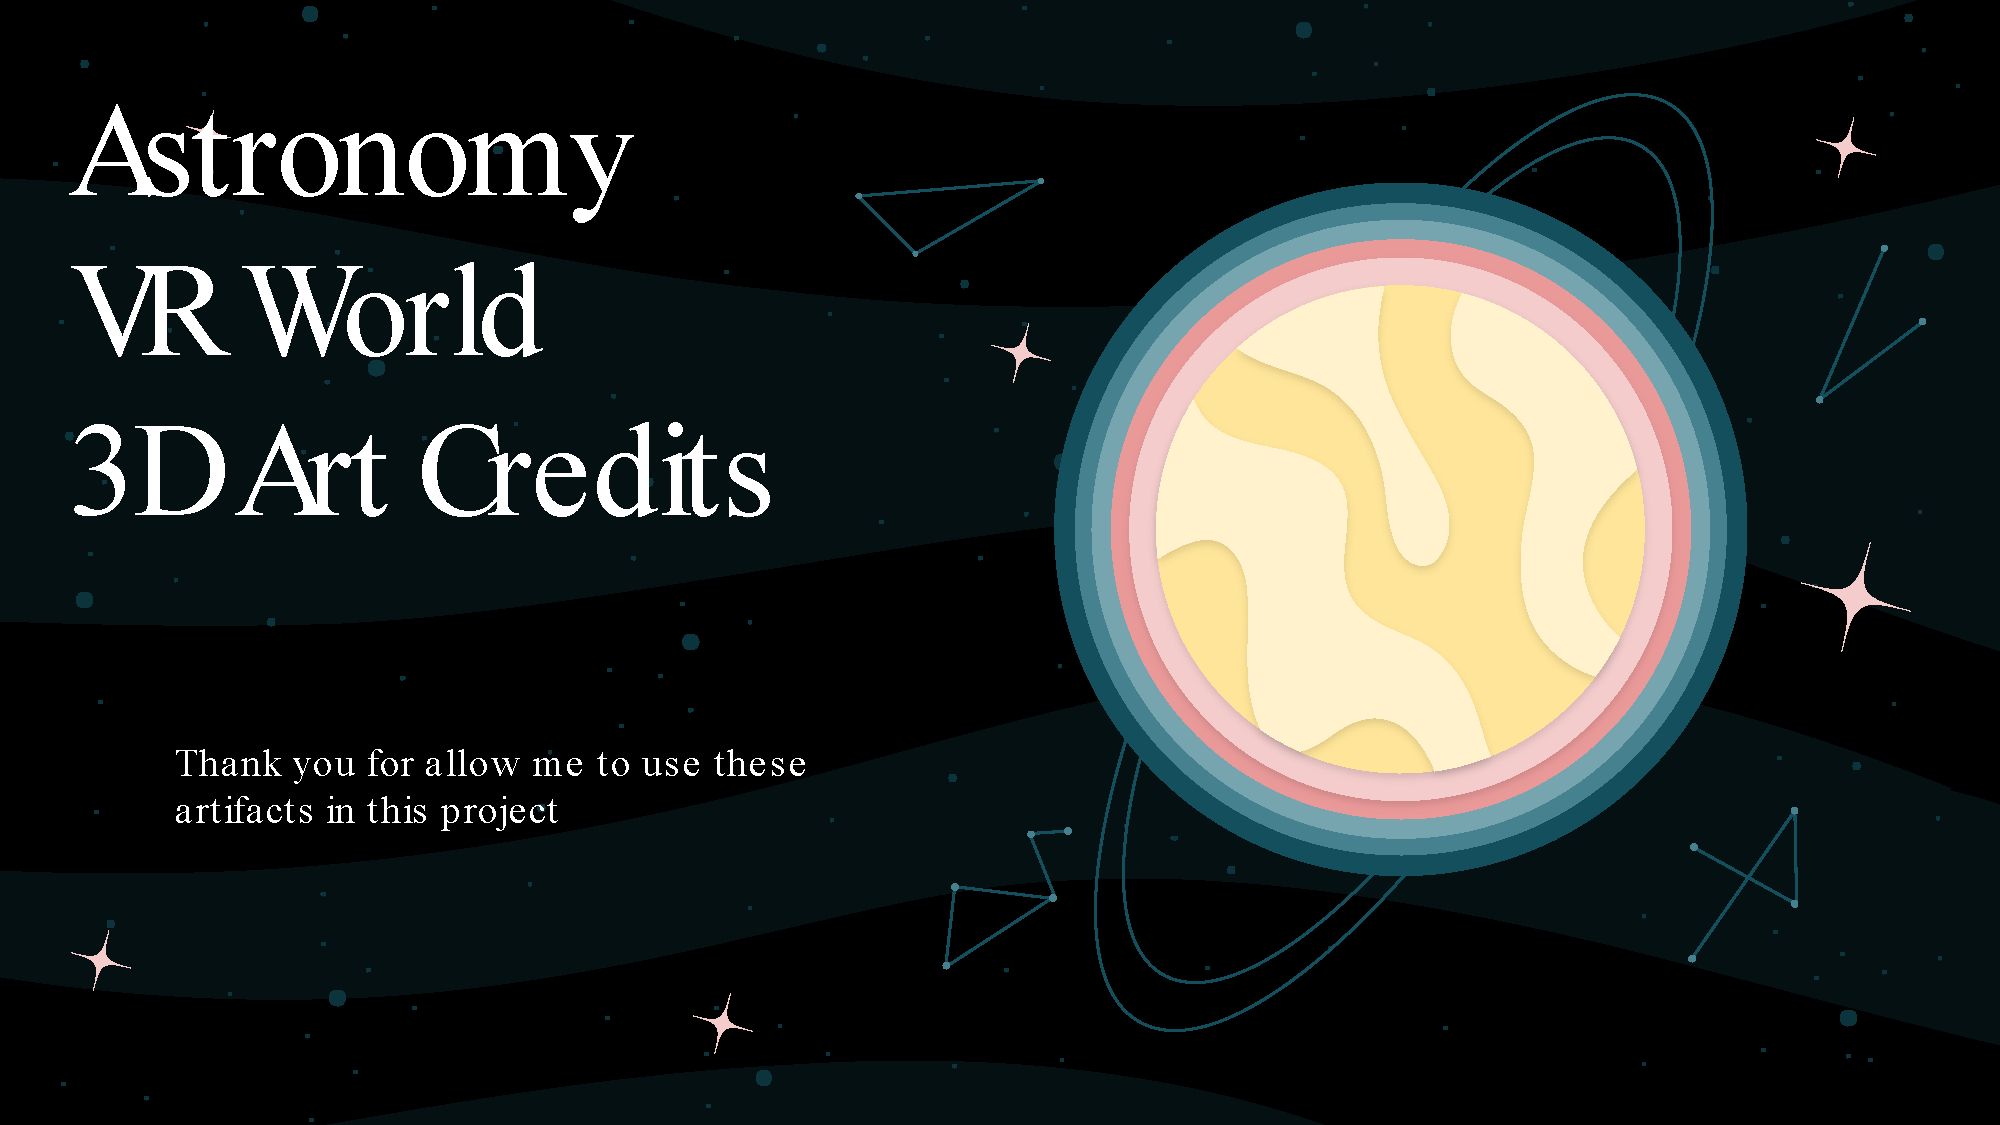 Astronomy
VR World
3D Art Credits
Thank you for allow me to use these
artifacts in this project